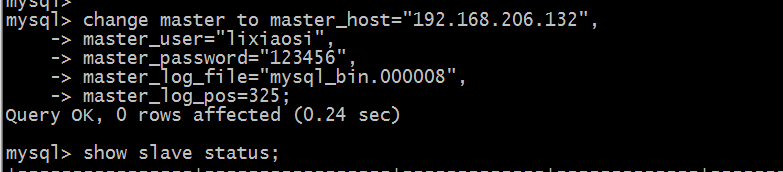 mysql>
mysql> change master to master_host="192.168.206.132",
    -> master_user="lixiaosi",
    -> master_password="123456",
    -> master_log_file="mysql_bin.000008",
    -> master_log_pos=325;
Query OK, 0 rows affected (0.24 sec)
mysql> show slave status;